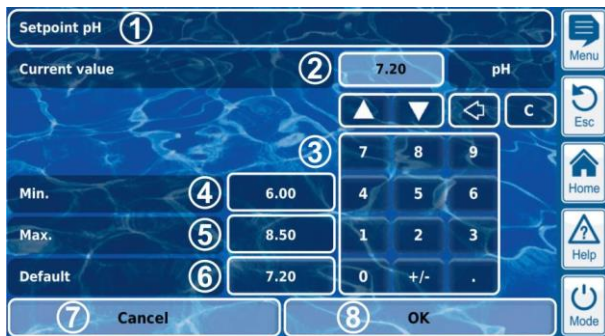 Setpoint pH 1
Menu
Current value 2 7.20 pH
C
Esc
3 7 8 9
Home
Min. 4 6.00 4 5 6
Max. 5 8.50 1 2 3
Help
Default 6 7.20 0 +/- .
7 Cancel 8 OK
Mode